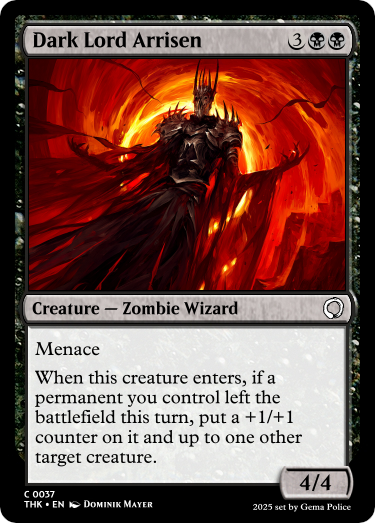 Dark Lord Arrisen 3
Creature — Zombie Wizard
Menace
When this creature enters, if a
permanent you control left the
battlefield this turn, put a +1/+1
counter on it and up to one other
target creature.
4/4
C 0037
THK • EN DOMINIK MAYER
2025 set by Gema Police